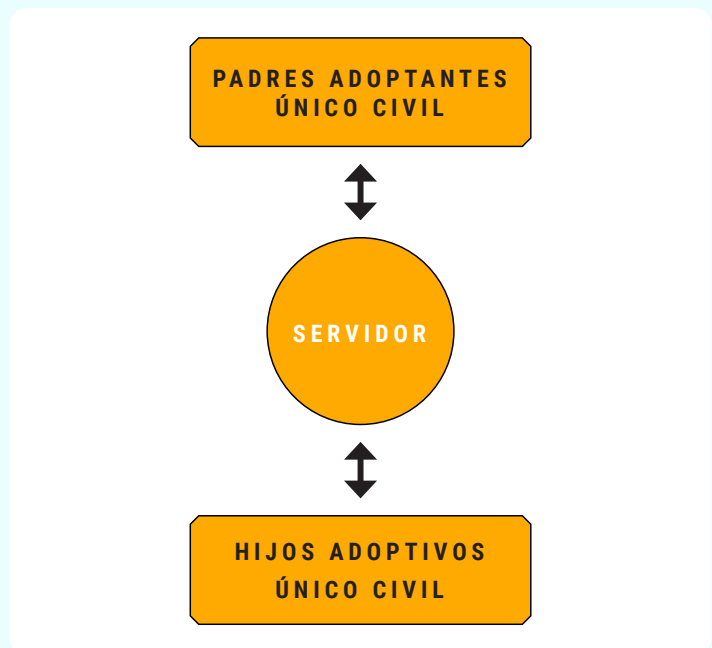 PADRES ADOPTANTES
ÚNICO CIVIL
SERVIDOR
HIJOS ADOPTIVOS
ÚNICO CIVIL